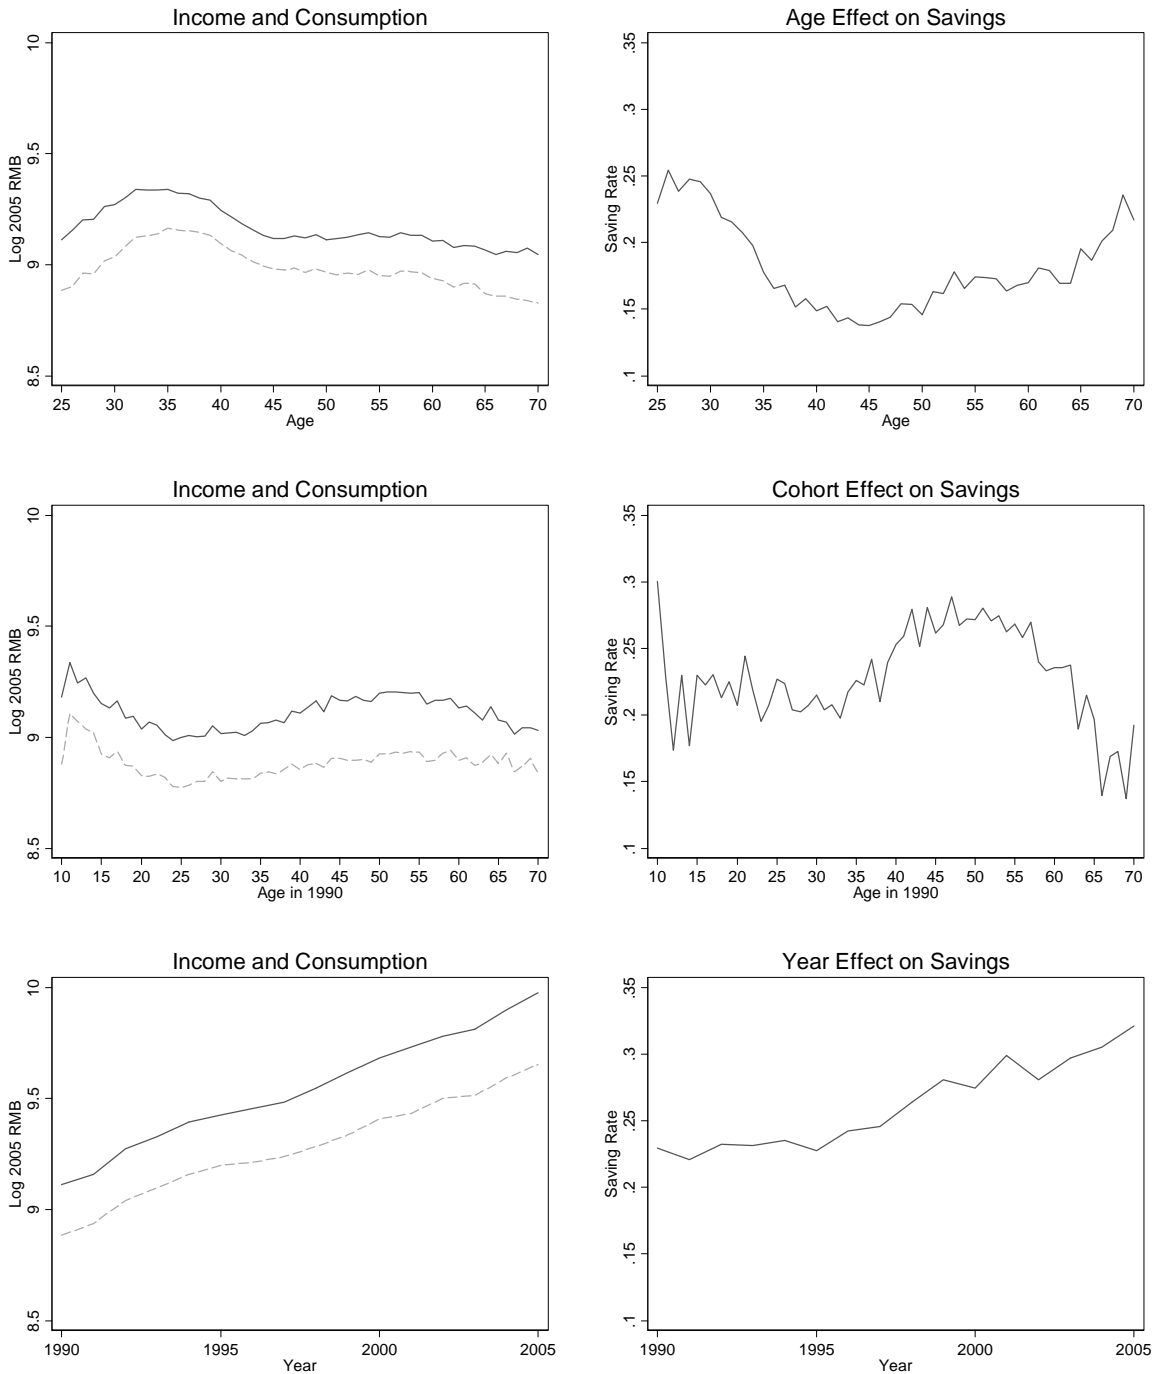 Income and Consumption
Log 2005 RMB
10
9.5
9
8.5
25 30 35 40 45 50 55 60 65 70
Age
Age Effect on Savings
Saving Rate
.35
.3
.25
.2
.15
.1
25 30 35 40 45 50 55 60 65 70
Age
Income and Consumption
Log 2005 RMB
10
9.5
9
8.5
10 15 20 25 30 35 40 45 50 55 60 65 70
Age in 1990
Cohort Effect on Savings
Saving Rate
.35
.3
.25
.2
.15
.1
10 15 20 25 30 35 40 45 50 55 60 65 70
Age in 1990
Income and Consumption
Log 2005 RMB
10
9.5
9
8.5
1990 1995 2000 2005
Year
Year Effect on Savings
Saving Rate
.35
.3
.25
.2
.15
.1
1990 1995 2000 2005
Year